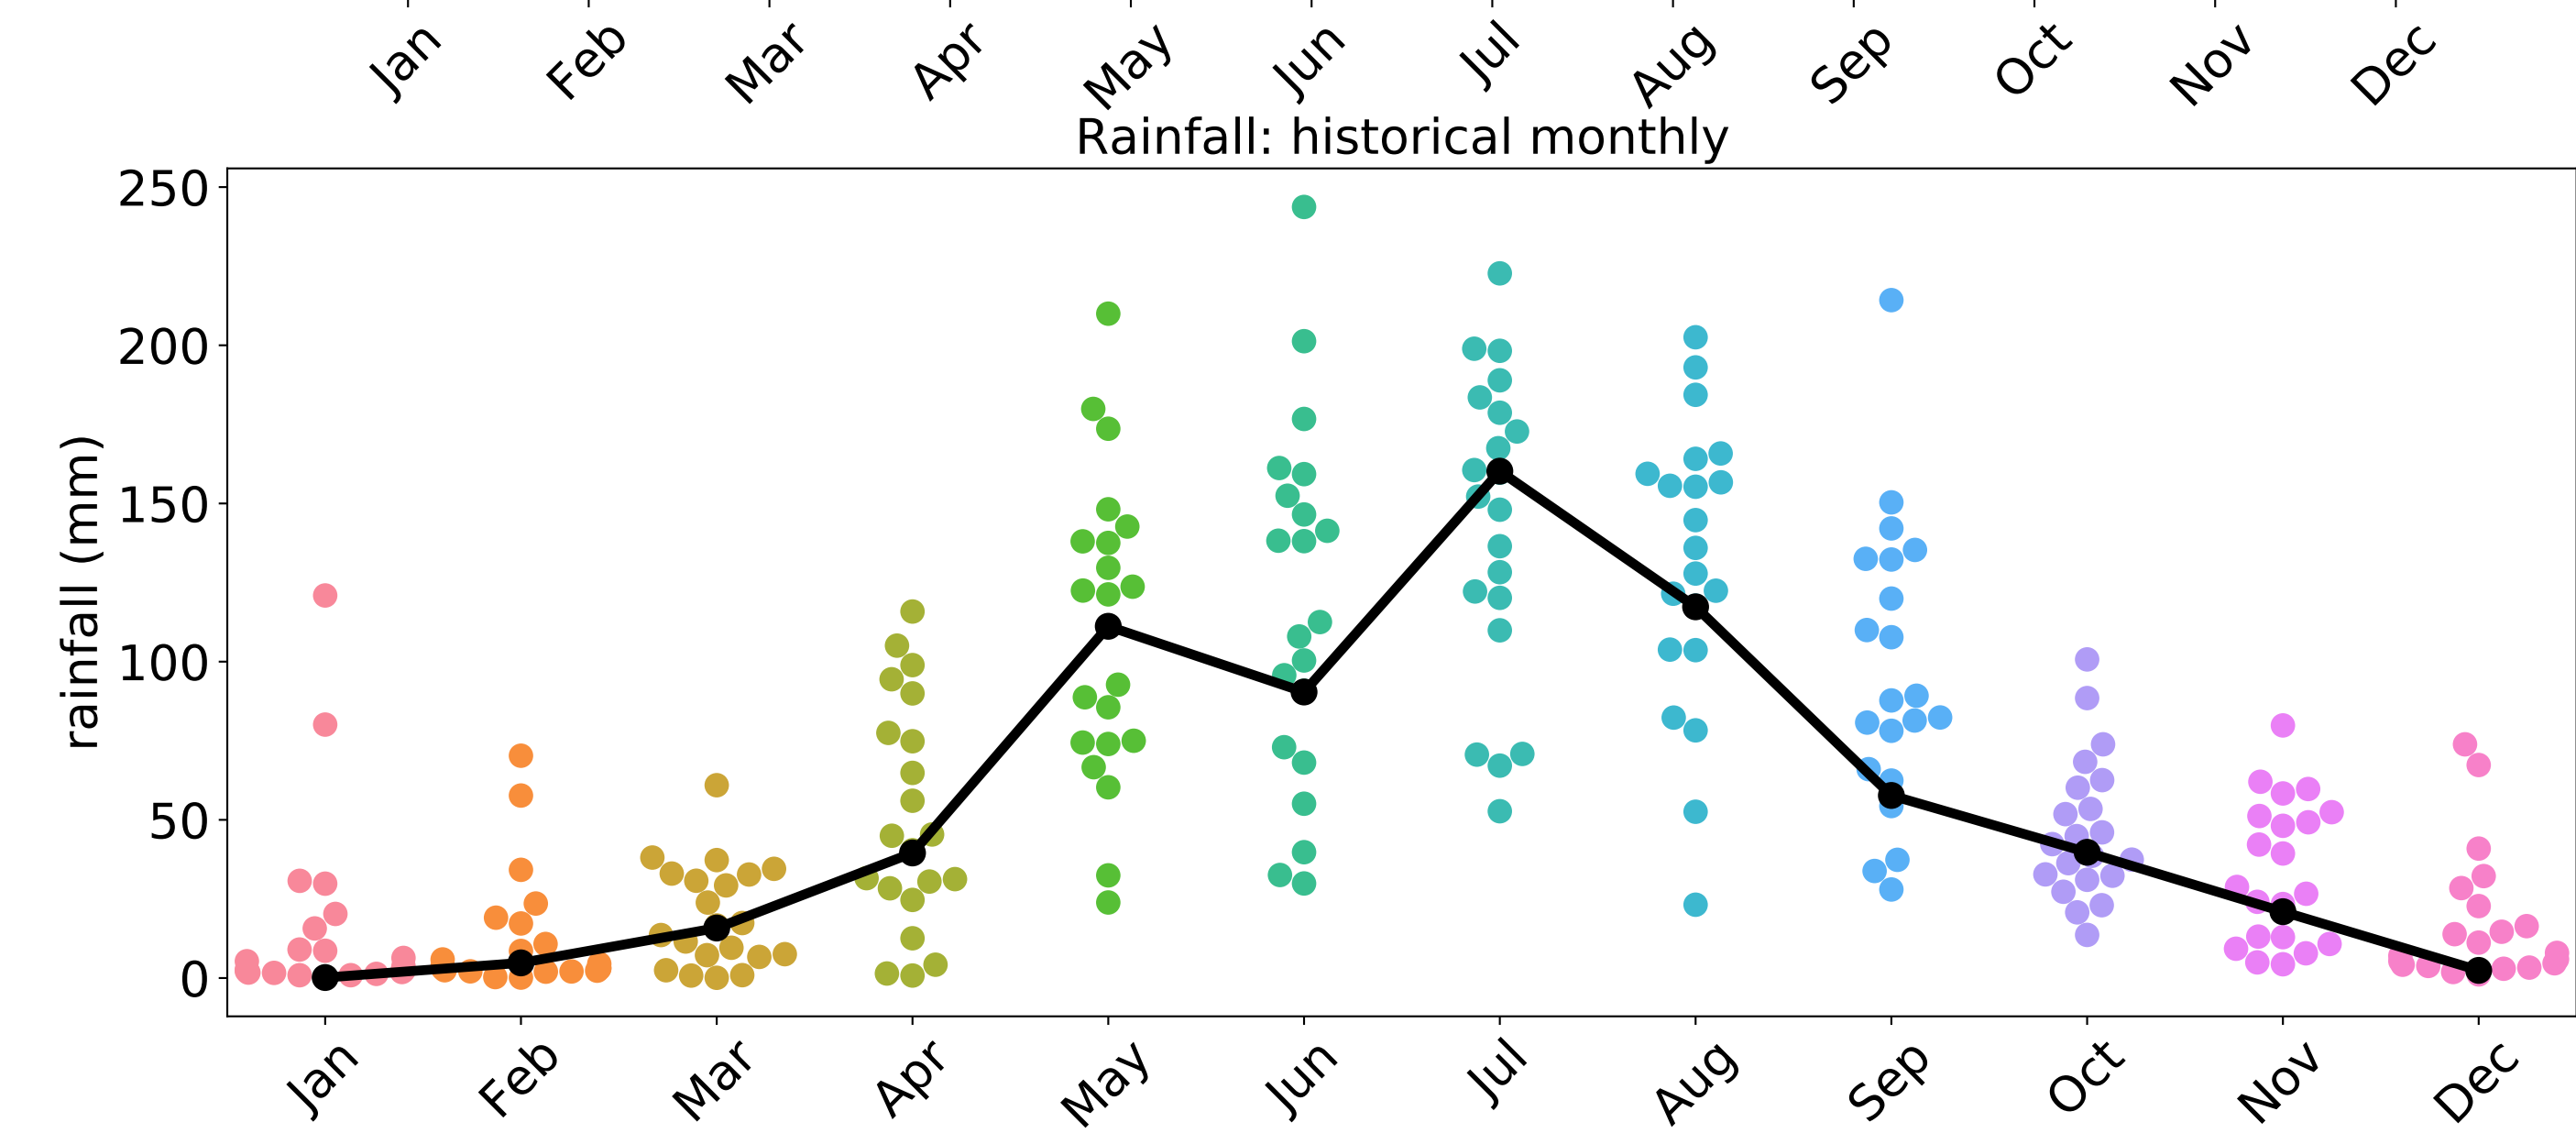 Jan Feb Mar Apr May Jun Jul Aug Sep Oct Nov Dec
Rainfall: historical monthly
250
200
150
100
50
0
rainfall (mm)
Jan Feb Mar Apr May Jun Jul Aug Sep Oct Nov Dec